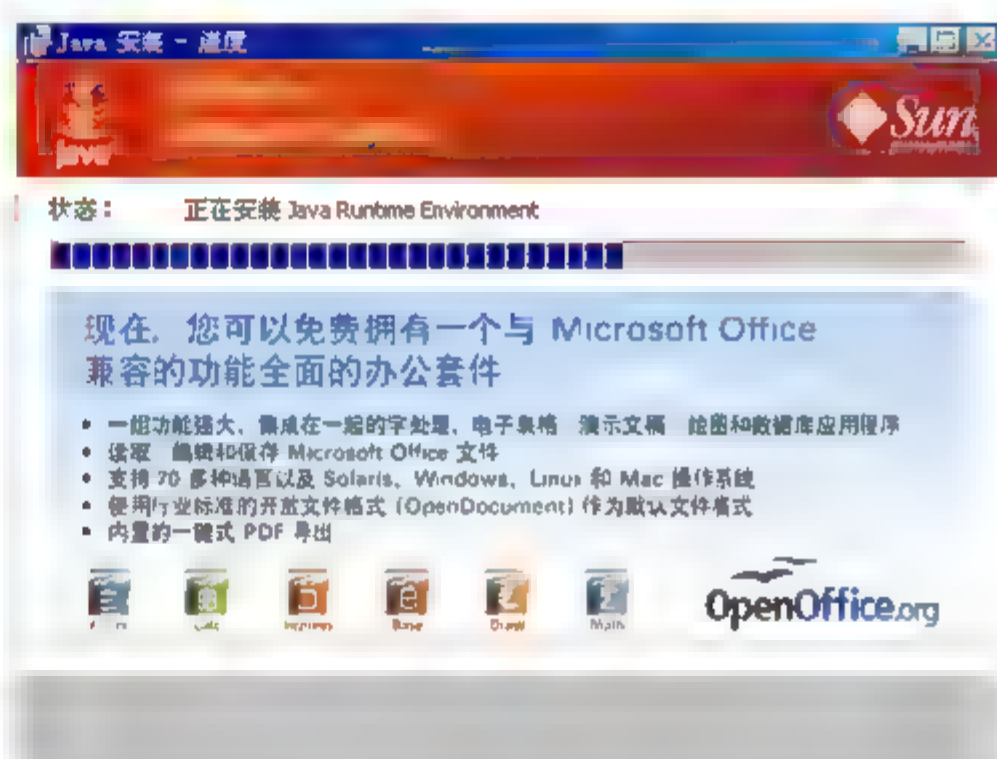 Java 安装 - 进度
Java
Sun
状态： 正在安装 Java Runtime Environment
现在，您可以免费拥有一个与 Microsoft Office
兼容的功能全面的办公套件
• 一组功能强大、集成在一起的字处理、电子表格、演示文稿、绘图和数据库应用程序
• 读取、编辑和保存 Microsoft Office 文件
• 支持 70 多种语言以及 Solaris、Windows、Linux 和 Mac 操作系统
• 使用行业标准的开放文件格式 (OpenDocument) 作为默认文件格式
• 内置的一键式 PDF 导出
Calc Impress Base Draw Math
OpenOffice.org